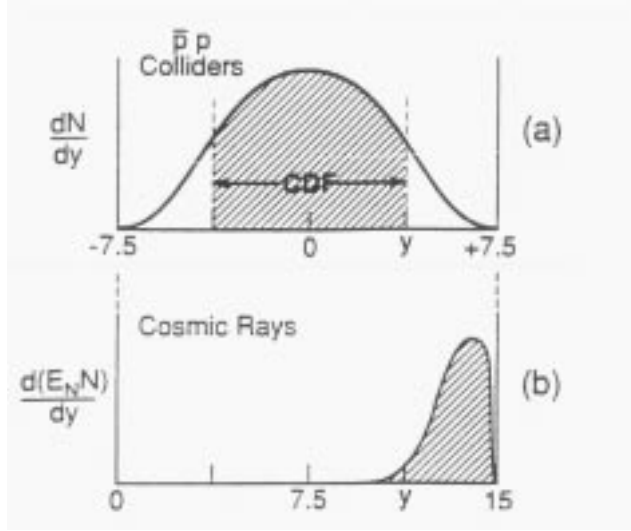 p̄ p
Colliders
dN
dy
(a)
CDF
-7.5 0 y +7.5
Cosmic Rays
d(E_N N)
dy
(b)
0 7.5 y 15